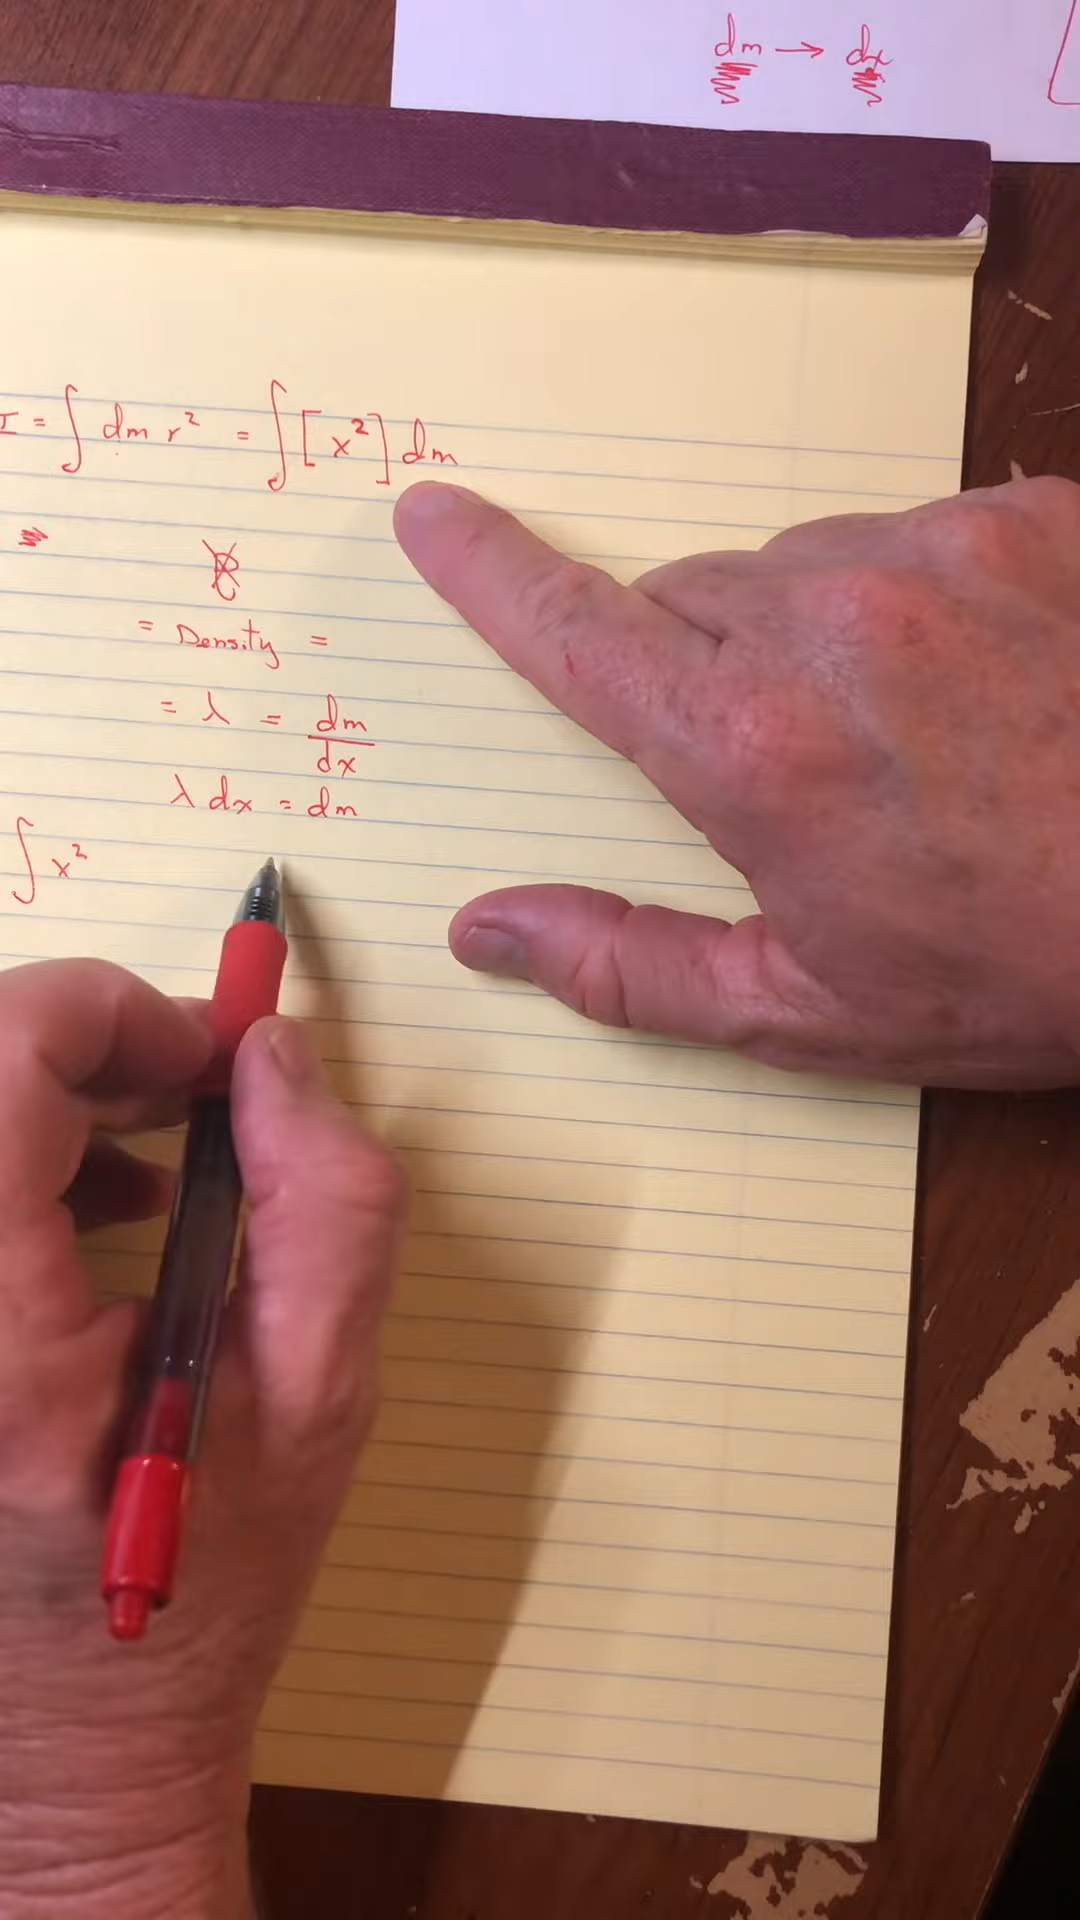 dm → dx
I = ∫ dm r² = ∫ [x²] dm
= Density =
= λ = dm/dx
λ dx = dm
∫ x²